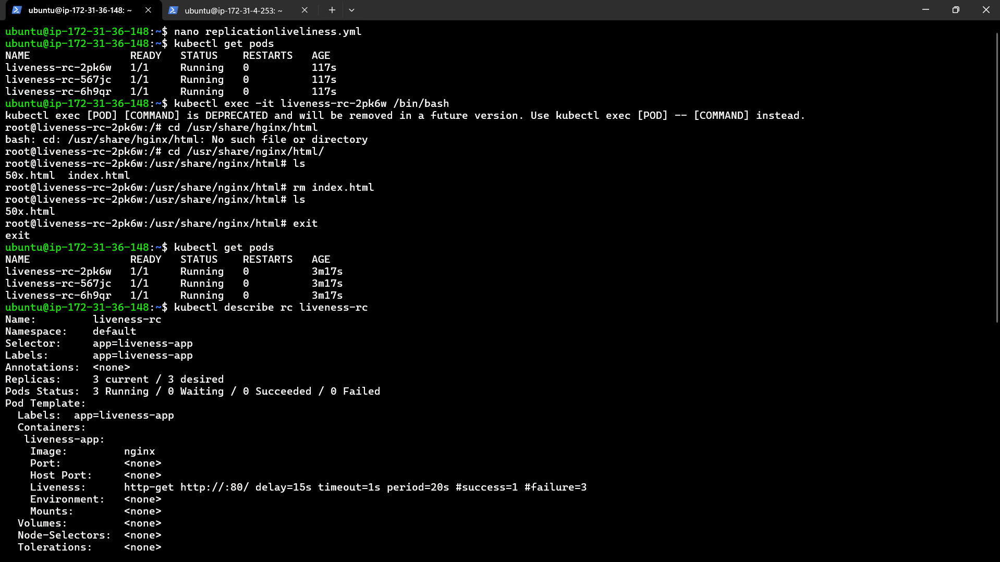 ubuntu@ip-172-31-36-148: ~
ubuntu@ip-172-31-4-253: ~
ubuntu@ip-172-31-36-148:~$ nano replicationliveliness.yml
ubuntu@ip-172-31-36-148:~$ kubectl get pods
NAME                READY   STATUS    RESTARTS   AGE
liveness-rc-2pk6w   1/1     Running   0          117s
liveness-rc-567jc   1/1     Running   0          117s
liveness-rc-6h9qr   1/1     Running   0          117s
ubuntu@ip-172-31-36-148:~$ kubectl exec -it liveness-rc-2pk6w /bin/bash
kubectl exec [POD] [COMMAND] is DEPRECATED and will be removed in a future version. Use kubectl exec [POD] -- [COMMAND] instead.
root@liveness-rc-2pk6w:/# cd /usr/share/hginx/html
bash: cd: /usr/share/hginx/html: No such file or directory
root@liveness-rc-2pk6w:/# cd /usr/share/nginx/html/
root@liveness-rc-2pk6w:/usr/share/nginx/html# ls
50x.html  index.html
root@liveness-rc-2pk6w:/usr/share/nginx/html# rm index.html
root@liveness-rc-2pk6w:/usr/share/nginx/html# ls
50x.html
root@liveness-rc-2pk6w:/usr/share/nginx/html# exit
exit
ubuntu@ip-172-31-36-148:~$ kubectl get pods
NAME                READY   STATUS    RESTARTS   AGE
liveness-rc-2pk6w   1/1     Running   0          3m17s
liveness-rc-567jc   1/1     Running   0          3m17s
liveness-rc-6h9qr   1/1     Running   0          3m17s
ubuntu@ip-172-31-36-148:~$ kubectl describe rc liveness-rc
Name:         liveness-rc
Namespace:    default
Selector:     app=liveness-app
Labels:       app=liveness-app
Annotations:  <none>
Replicas:     3 current / 3 desired
Pods Status:  3 Running / 0 Waiting / 0 Succeeded / 0 Failed
Pod Template:
  Labels:  app=liveness-app
  Containers:
   liveness-app:
    Image:         nginx
    Port:          <none>
    Host Port:     <none>
    Liveness:      http-get http://:80/ delay=15s timeout=1s period=20s #success=1 #failure=3
    Environment:   <none>
    Mounts:        <none>
  Volumes:         <none>
  Node-Selectors:  <none>
  Tolerations:     <none>